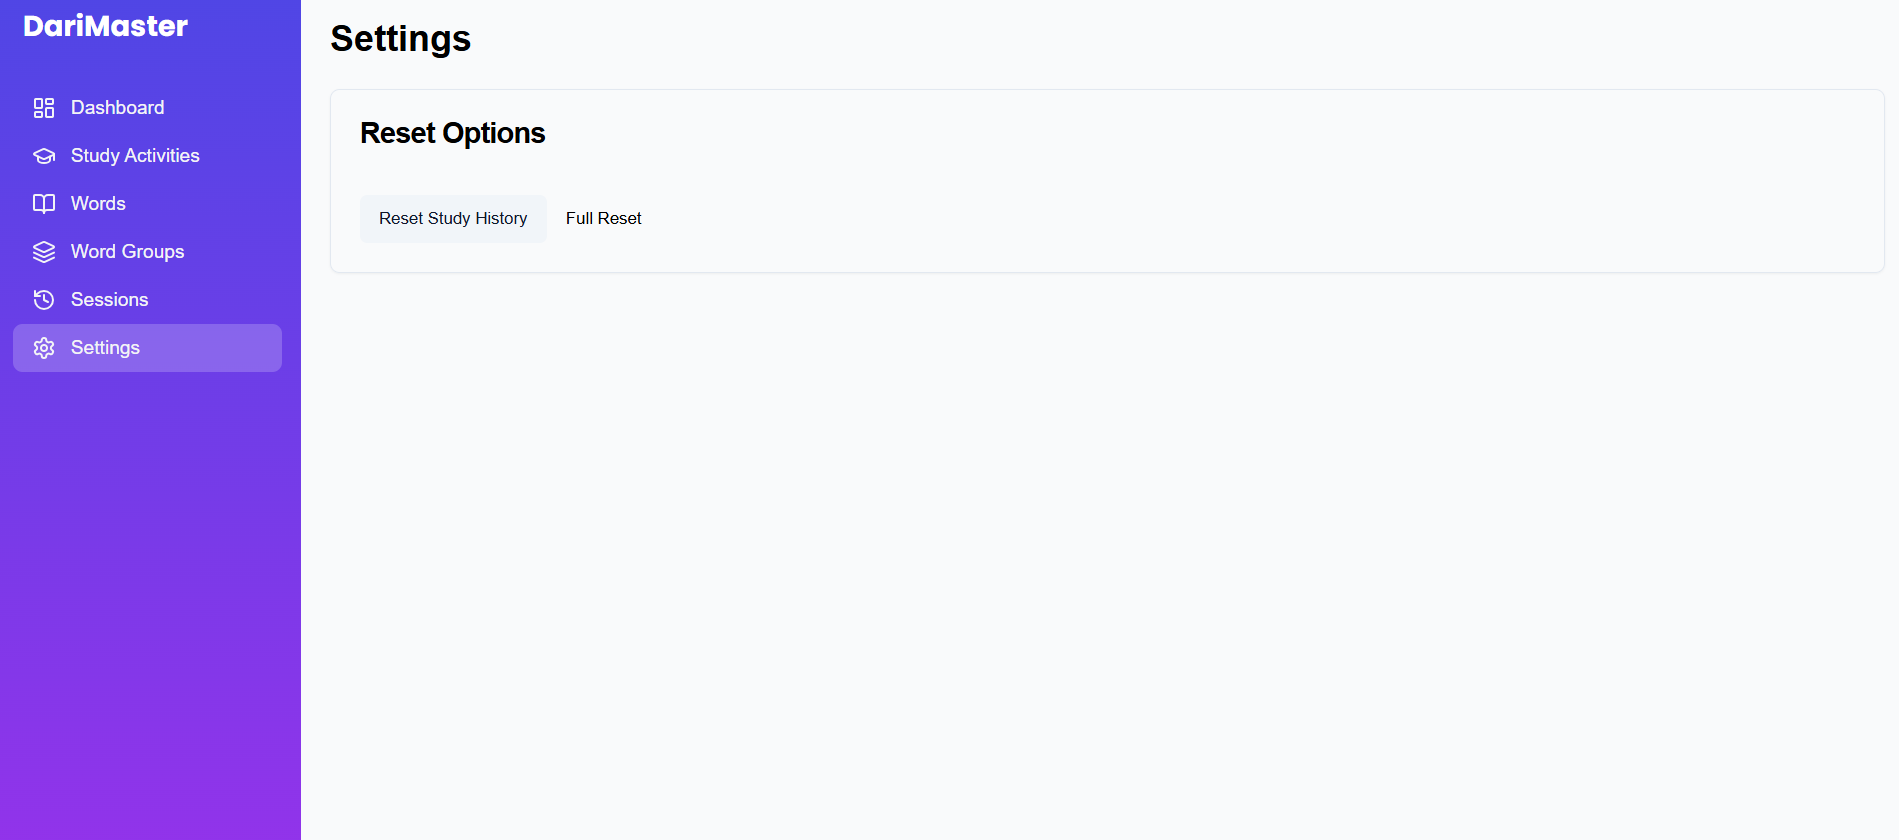 DariMaster
Dashboard
Study Activities
Words
Word Groups
Sessions
Settings
Settings
Reset Options
Reset Study History
Full Reset